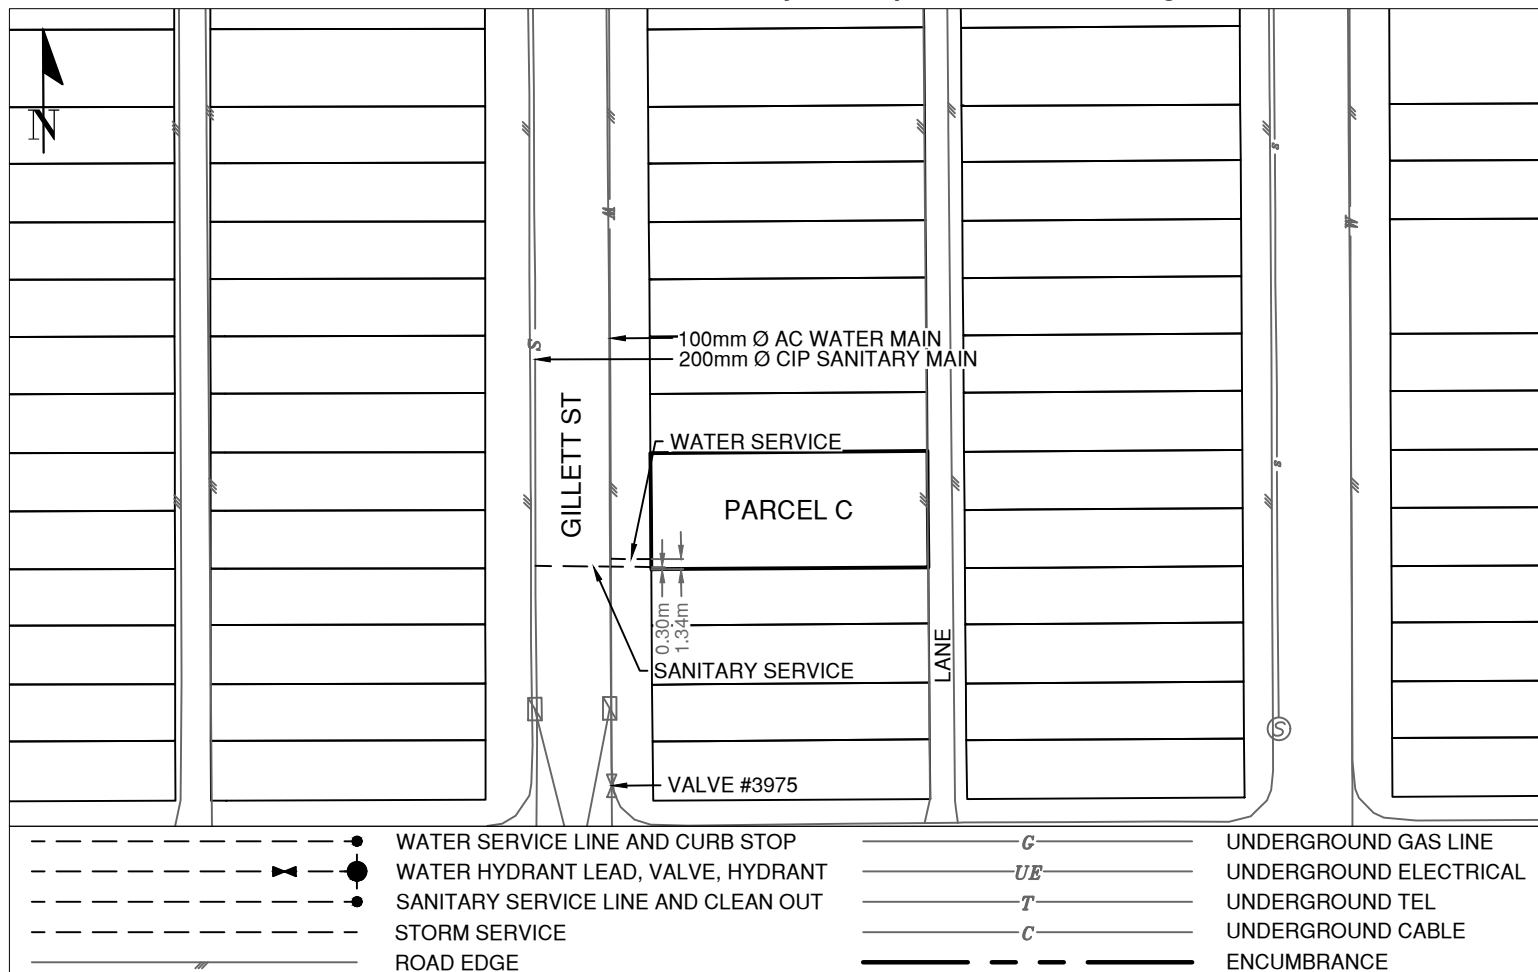 N
S
W
100mm Ø AC WATER MAIN
200mm Ø CIP SANITARY MAIN
GILLETT ST
WATER SERVICE
PARCEL C
0.30m
1.34m
SANITARY SERVICE
LANE
VALVE #3975
s
s
W
S
WATER SERVICE LINE AND CURB STOP
WATER HYDRANT LEAD, VALVE, HYDRANT
SANITARY SERVICE LINE AND CLEAN OUT
STORM SERVICE
ROAD EDGE
G UNDERGROUND GAS LINE
UE UNDERGROUND ELECTRICAL
T UNDERGROUND TEL
C UNDERGROUND CABLE
ENCUMBRANCE